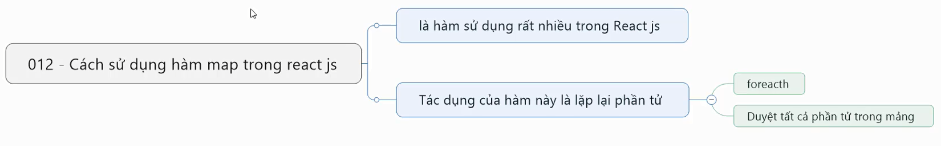 là hàm sử dụng rất nhiều trong React js
012 - Cách sử dụng hàm map trong react js
Tác dụng của hàm này là lặp lại phần tử
foreacth
Duyệt tất cả phần tử trong mảng